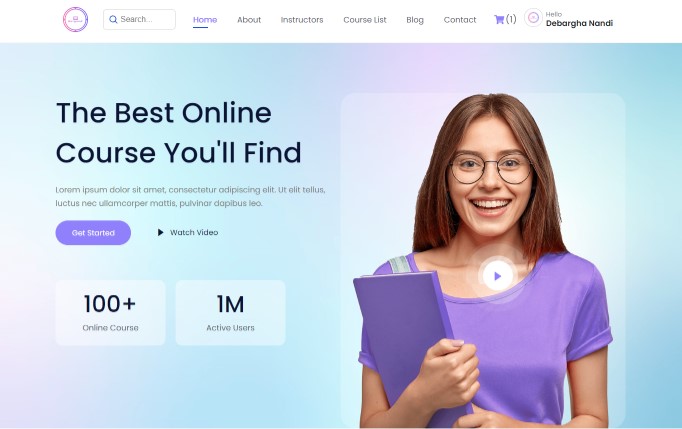 Search...
Home
About
Instructors
Course List
Blog
Contact
(1)
Hello
Debargha Nandi
The Best Online
Course You'll Find
Lorem ipsum dolor sit amet, consectetur adipiscing elit. Ut elit tellus,
luctus nec ullamcorper mattis, pulvinar dapibus leo.
Get Started
Watch Video
100+
Online Course
1M
Active Users